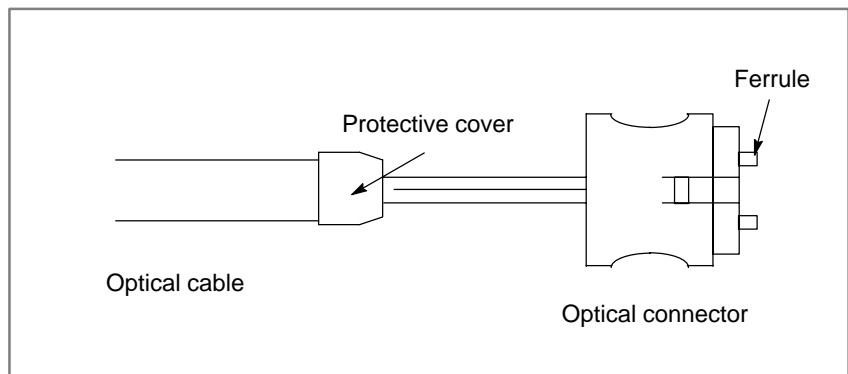 Ferrule
Protective cover
Optical cable
Optical connector